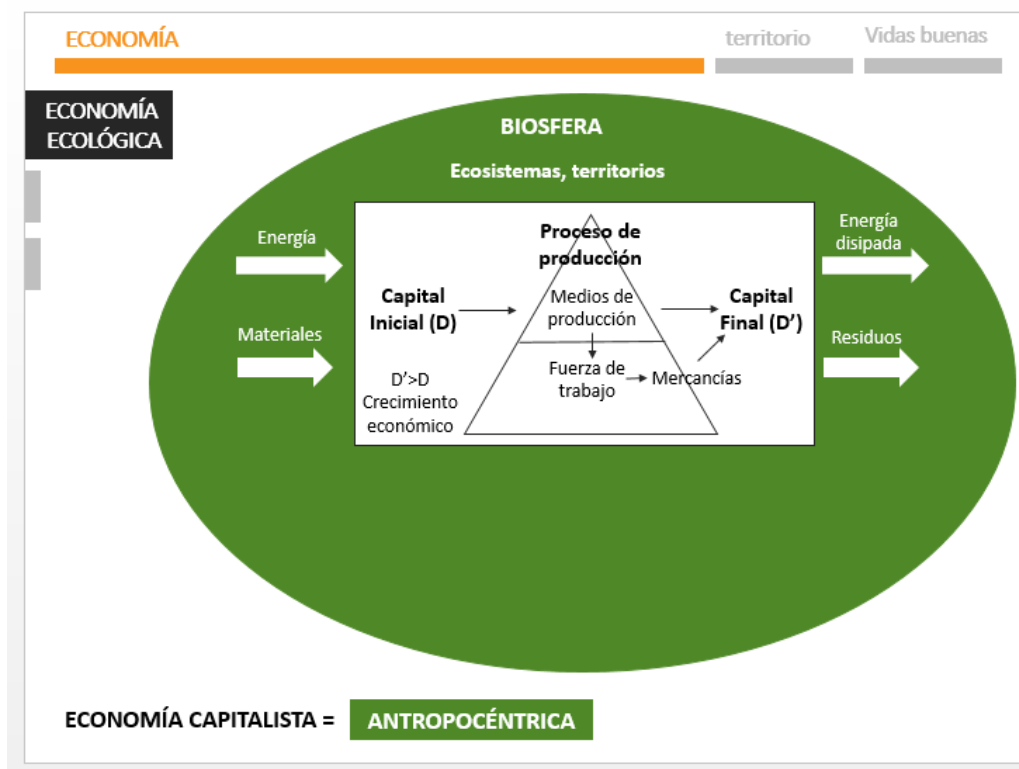 ECONOMÍA
territorio
Vidas buenas
ECONOMÍA
ECOLÓGICA
BIOSFERA
Ecosistemas, territorios
Energía
Materiales
Capital
Inicial (D)
D’>D
Crecimiento
económico
Proceso de
producción
Medios de
producción
Fuerza de
trabajo
Mercancías
Capital
Final (D’)
Energía
disipada
Residuos
ECONOMÍA CAPITALISTA =
ANTROPOCÉNTRICA